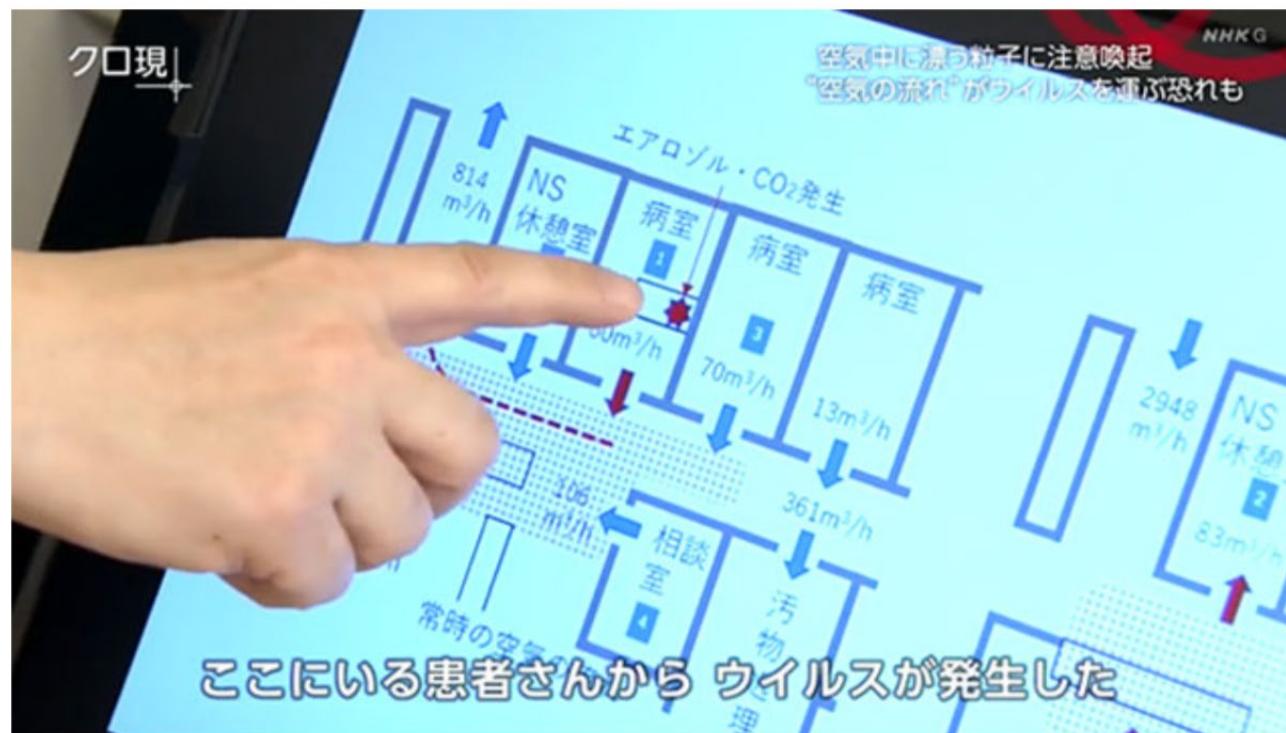 クロ現
NHK G
空気中に漂う粒子に注意喚起
“空気の流れ”がウイルスを運ぶ恐れも
エアロゾル・CO₂発生
814
m³/h
NS
休憩室
病室
1
病室
3
70m³/h
病室
13m³/h
361m³/h
106
m³/h
相談
室
4
汚
物
理
常時の空気
2948
m³/h
NS
休憩
2
83m³/h
ここにいる患者さんから ウイルスが発生した